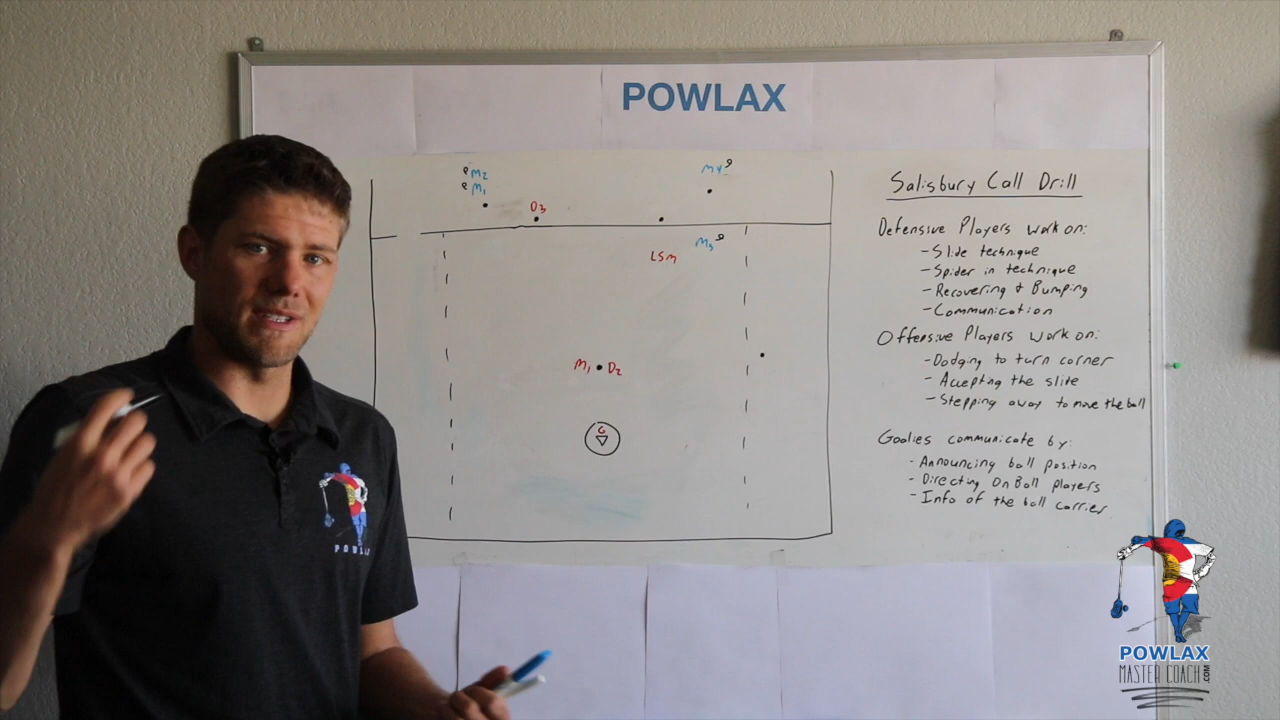 POWLAX
M2
M1
M4
D3
M3
LSM
M1 D2
G
Salisbury Call Drill
Defensive Players work on:
- Slide technique
- Spider in technique
- Recovering & Bumping
- Communication
Offensive Players work on:
- Dodging to turn corner
- Accepting the slite
- Stepping away to move the ball
Goalies communicate by:
- Announcing ball position
- Directing On Ball players
- Info of the ball carrier
POWLAX
POWLAX
MASTER COACH.COM